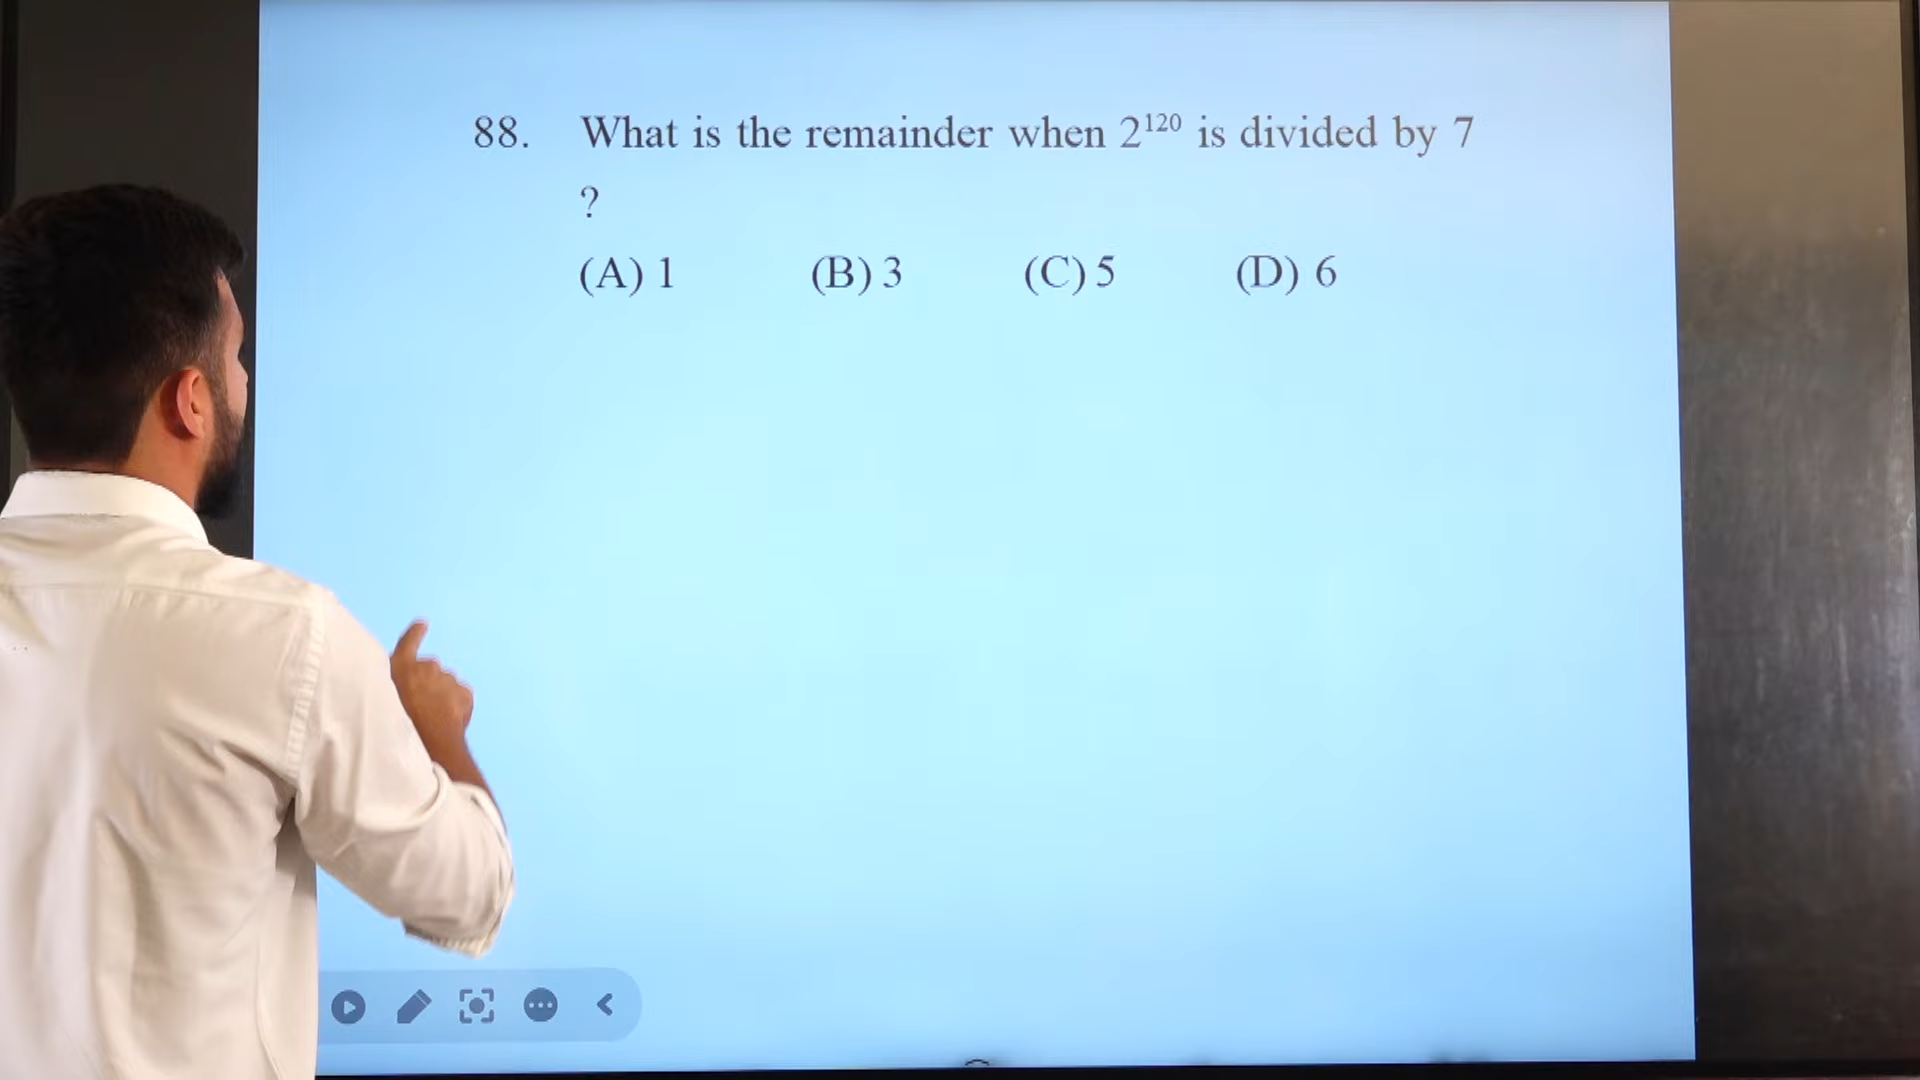 88. What is the remainder when 2¹²⁰ is divided by 7
?
(A) 1 (B) 3 (C) 5 (D) 6